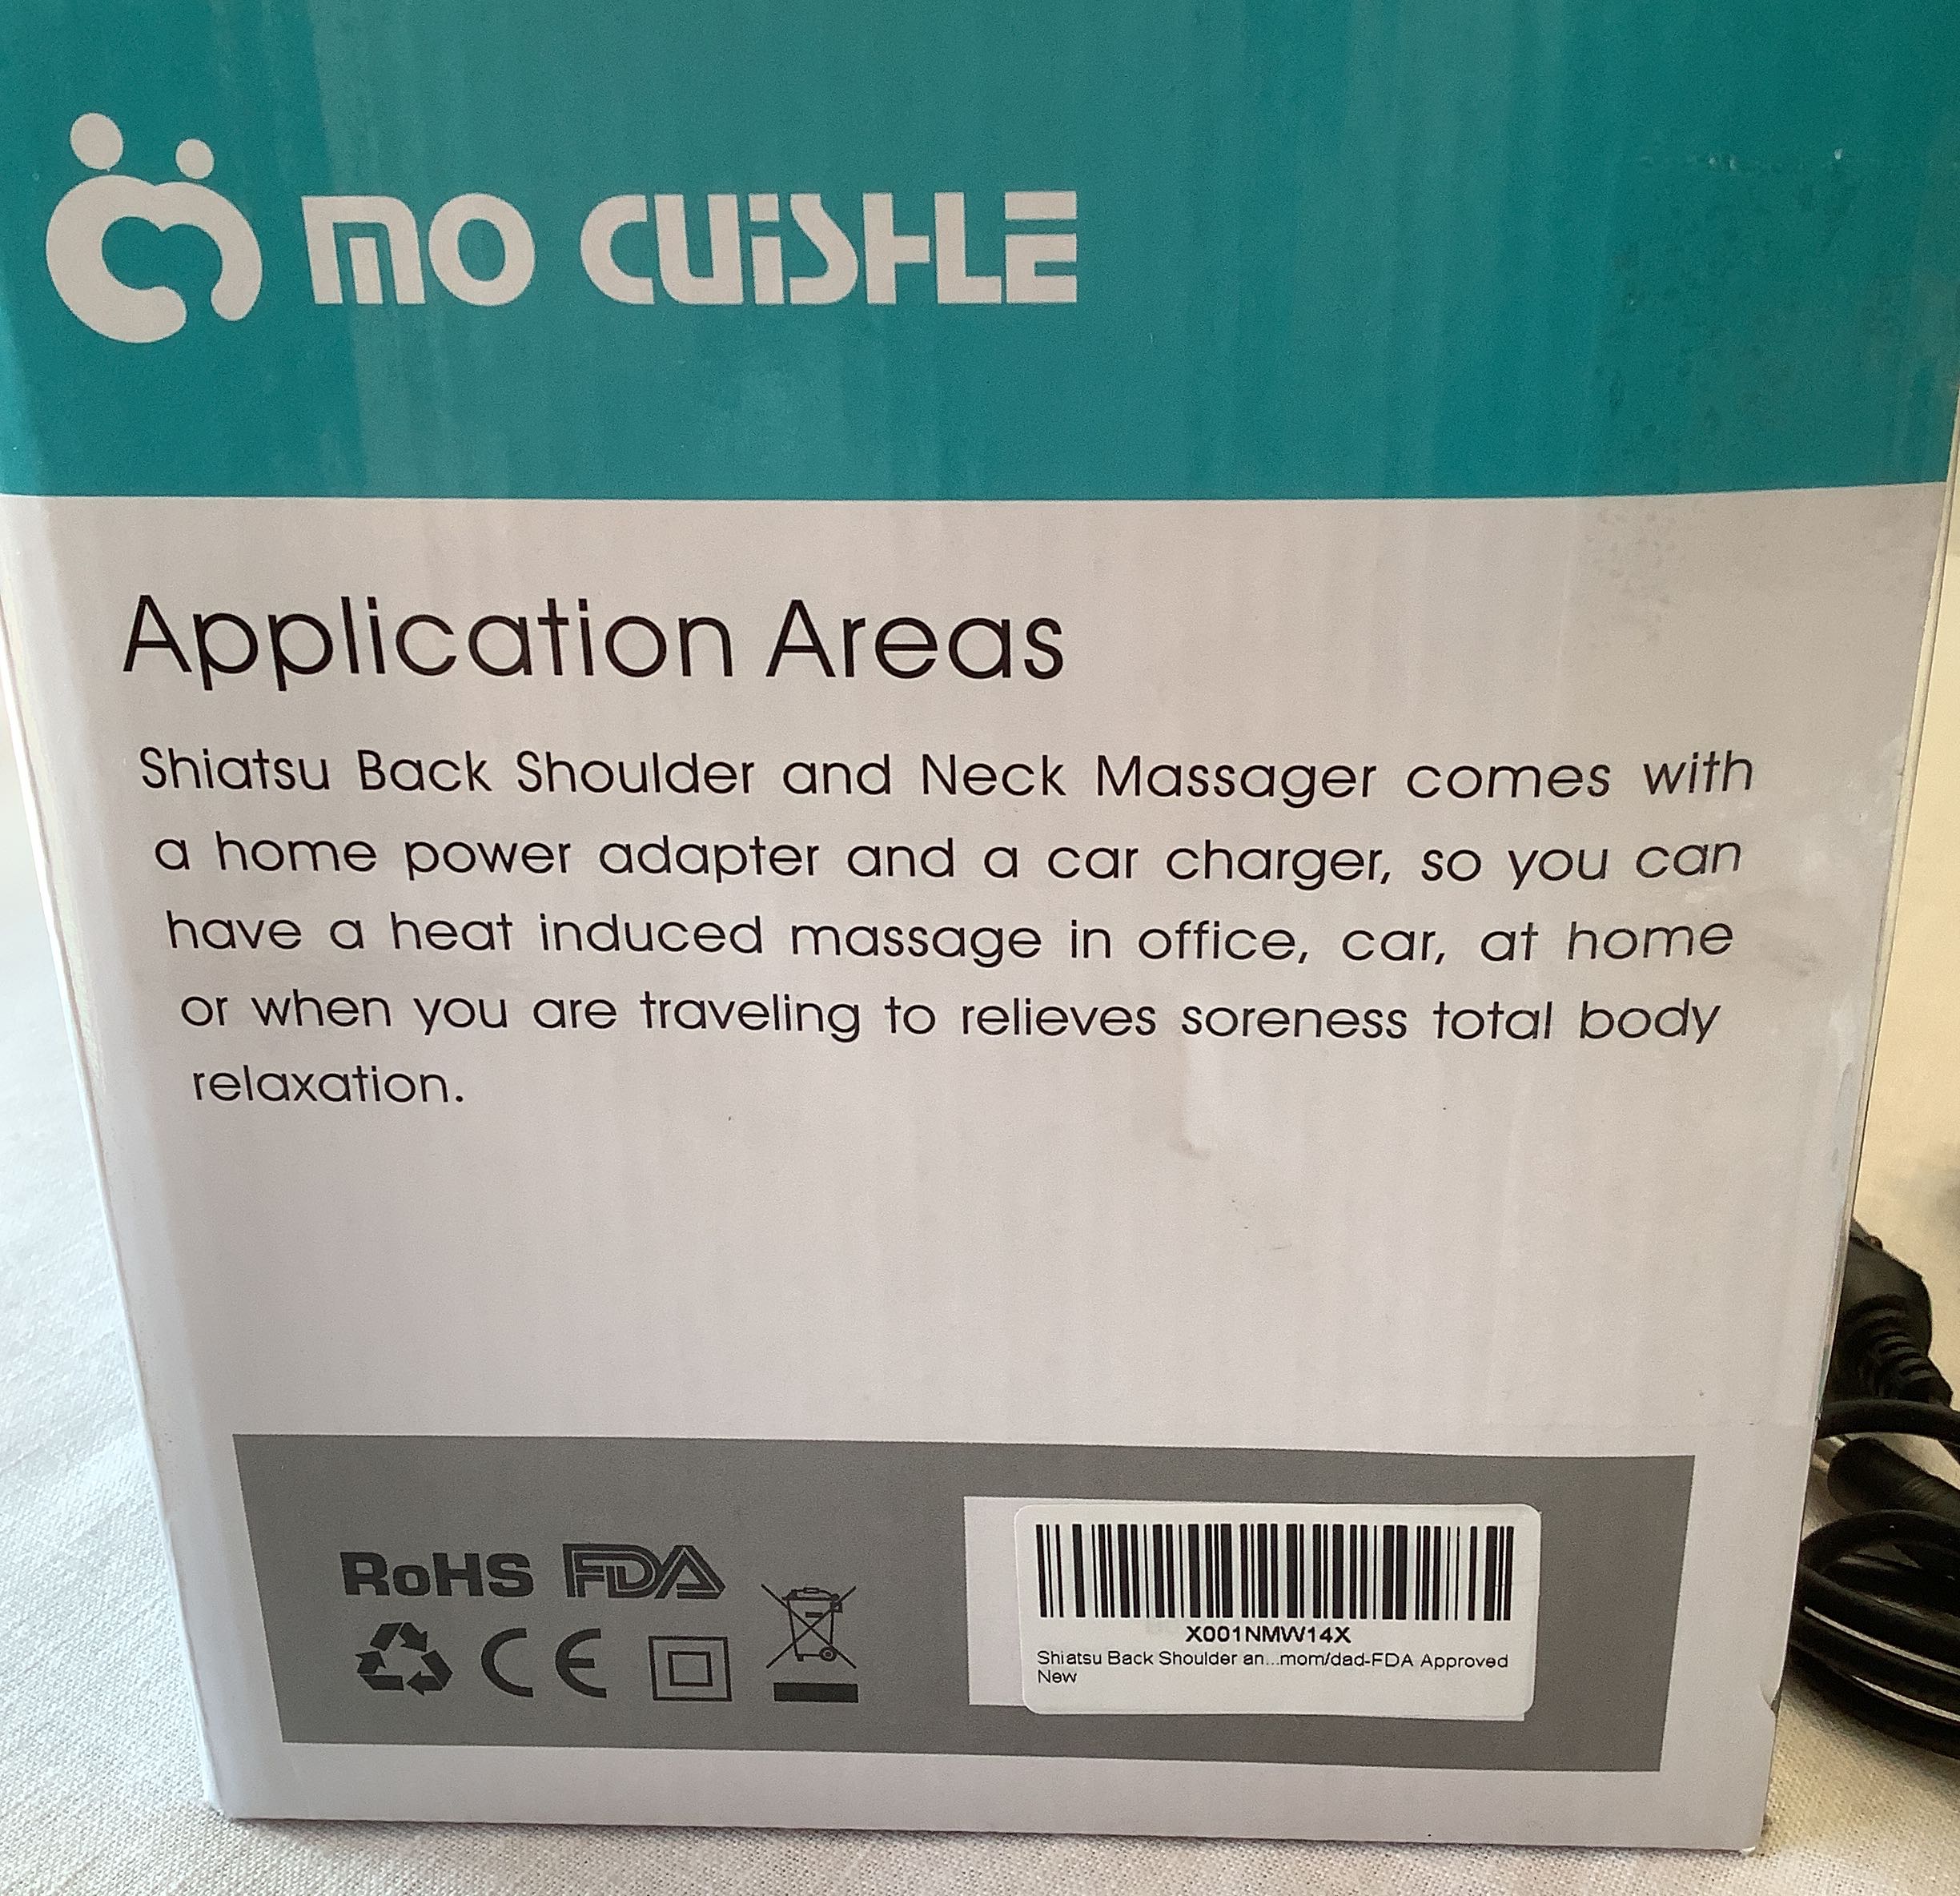 MO CUISHLE
Application Areas
Shiatsu Back Shoulder and Neck Massager comes with
a home power adapter and a car charger, so you can
have a heat induced massage in office, car, at home
or when you are traveling to relieves soreness total body
relaxation.
RoHS FDA
CE
X001NMW14X
Shiatsu Back Shoulder an...mom/dad-FDA Approved
New